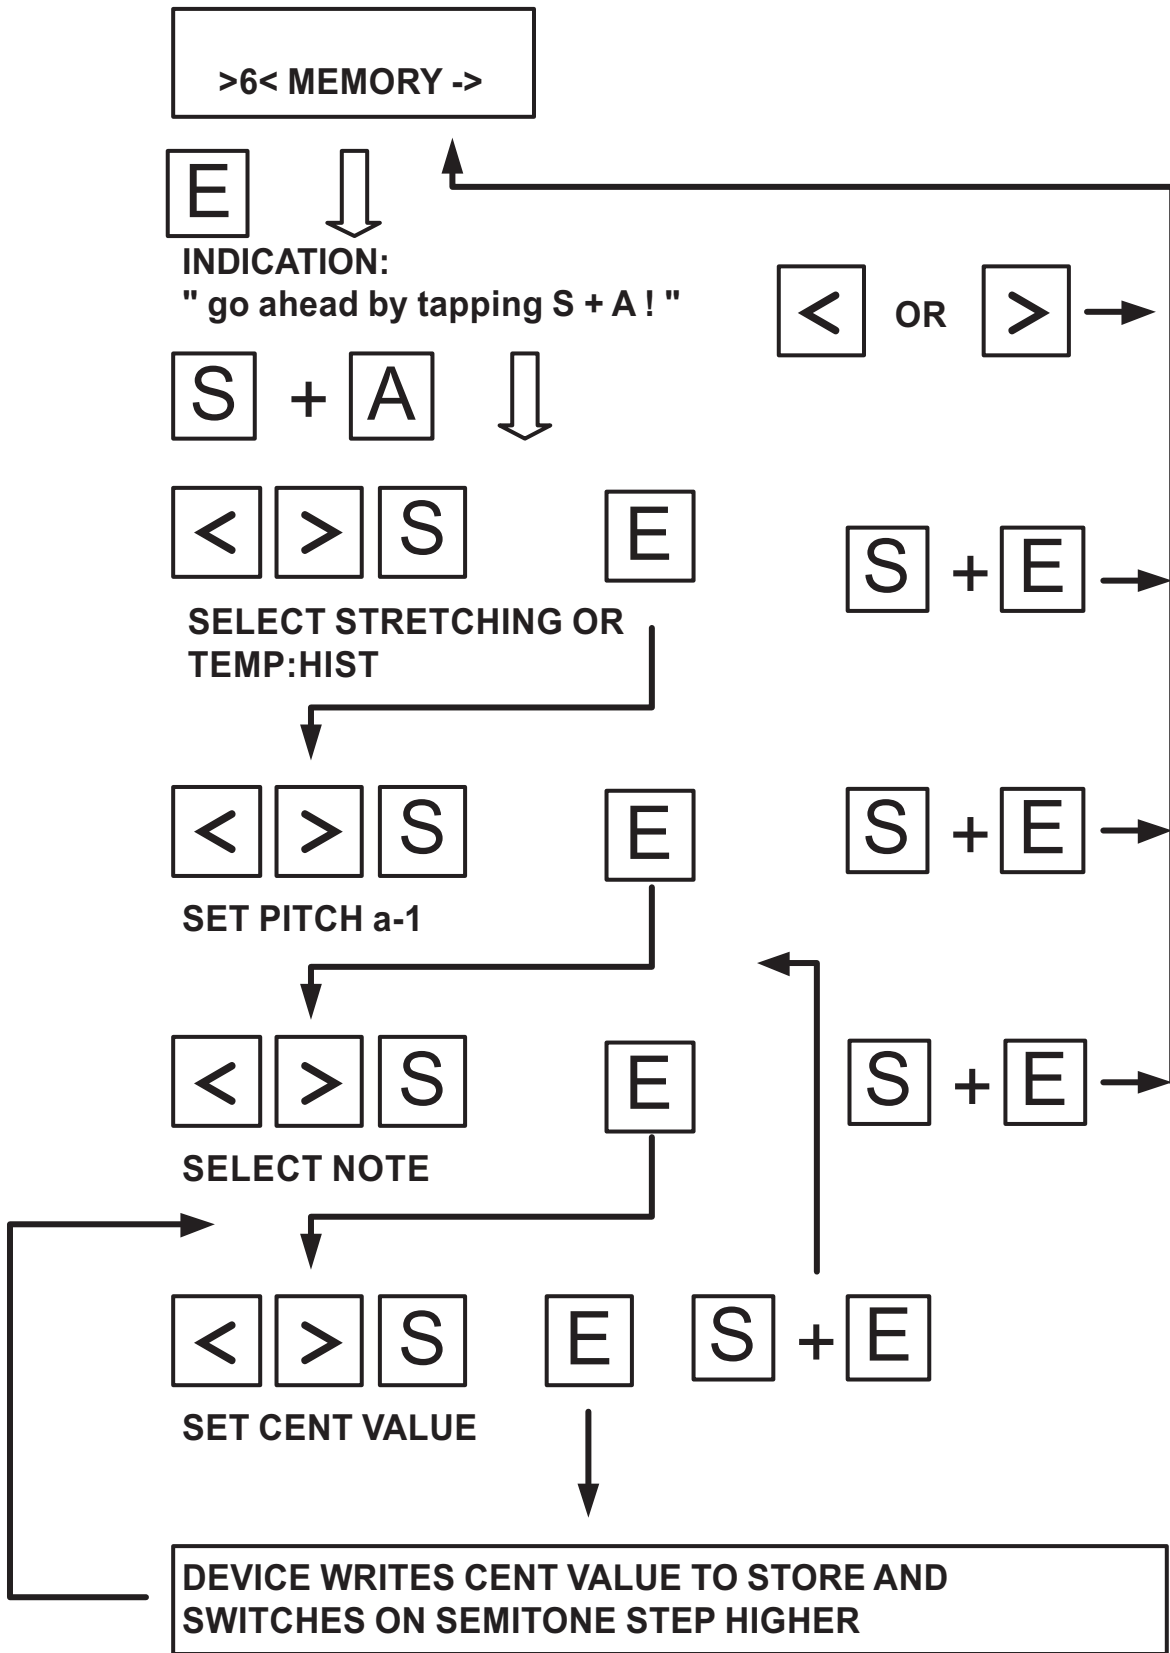 >6< MEMORY ->
E
INDICATION:
" go ahead by tapping S + A ! "
< OR >
S + A
< > S E S + E
SELECT STRETCHING OR
TEMP:HIST
< > S E S + E
SET PITCH a-1
< > S E S + E
SELECT NOTE
< > S E S + E
SET CENT VALUE
DEVICE WRITES CENT VALUE TO STORE AND
SWITCHES ON SEMITONE STEP HIGHER